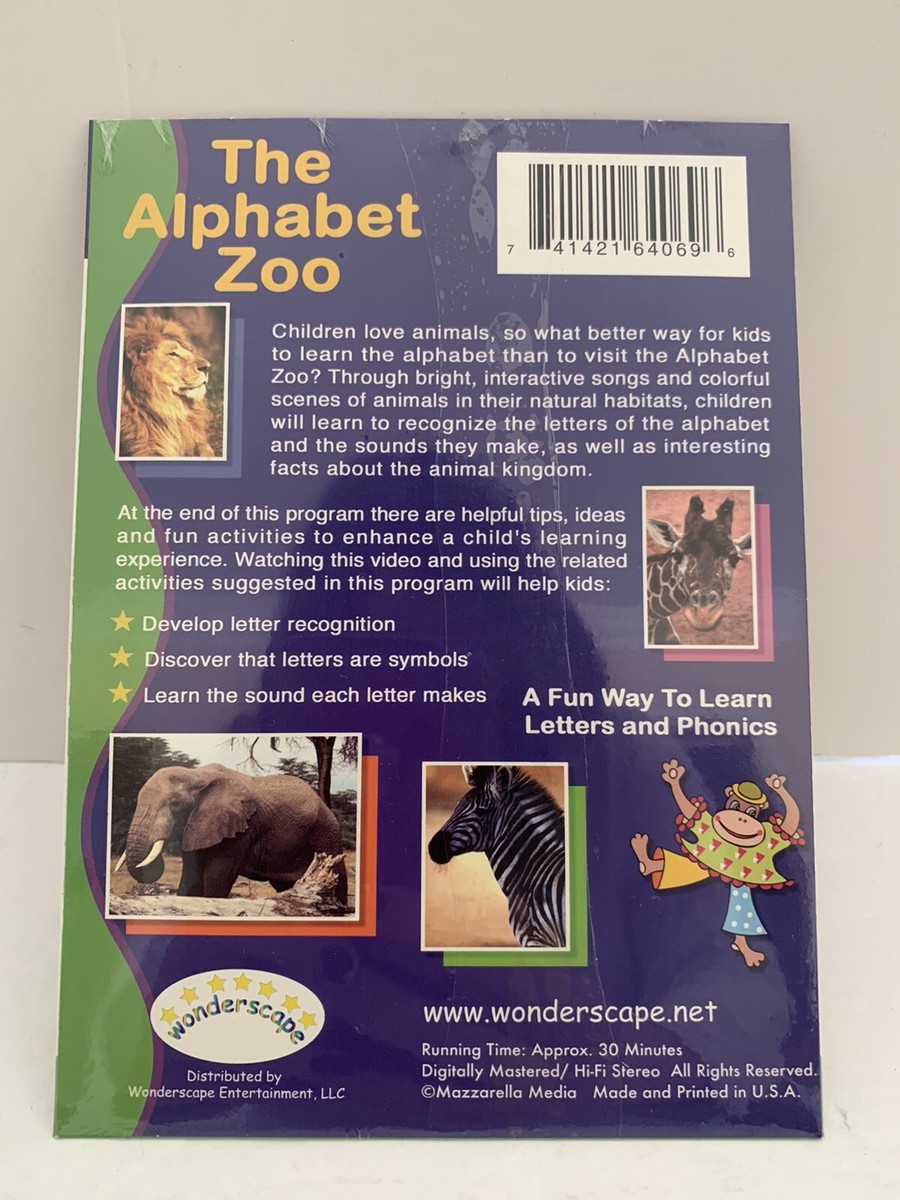 The
Alphabet
Zoo
7 41421 64069 6
Children love animals, so what better way for kids
to learn the alphabet than to visit the Alphabet
Zoo? Through bright, interactive songs and colorful
scenes of animals in their natural habitats, children
will learn to recognize the letters of the alphabet
and the sounds they make, as well as interesting
facts about the animal kingdom.
At the end of this program there are helpful tips, ideas
and fun activities to enhance a child's learning
experience. Watching this video and using the related
activities suggested in this program will help kids:
Develop letter recognition
Discover that letters are symbols
Learn the sound each letter makes
A Fun Way To Learn
Letters and Phonics
wonderscape
Distributed by
Wonderscape Entertainment, LLC
www.wonderscape.net
Running Time: Approx. 30 Minutes
Digitally Mastered/ Hi-Fi Stereo All Rights Reserved.
©Mazzarella Media Made and Printed in U.S.A.